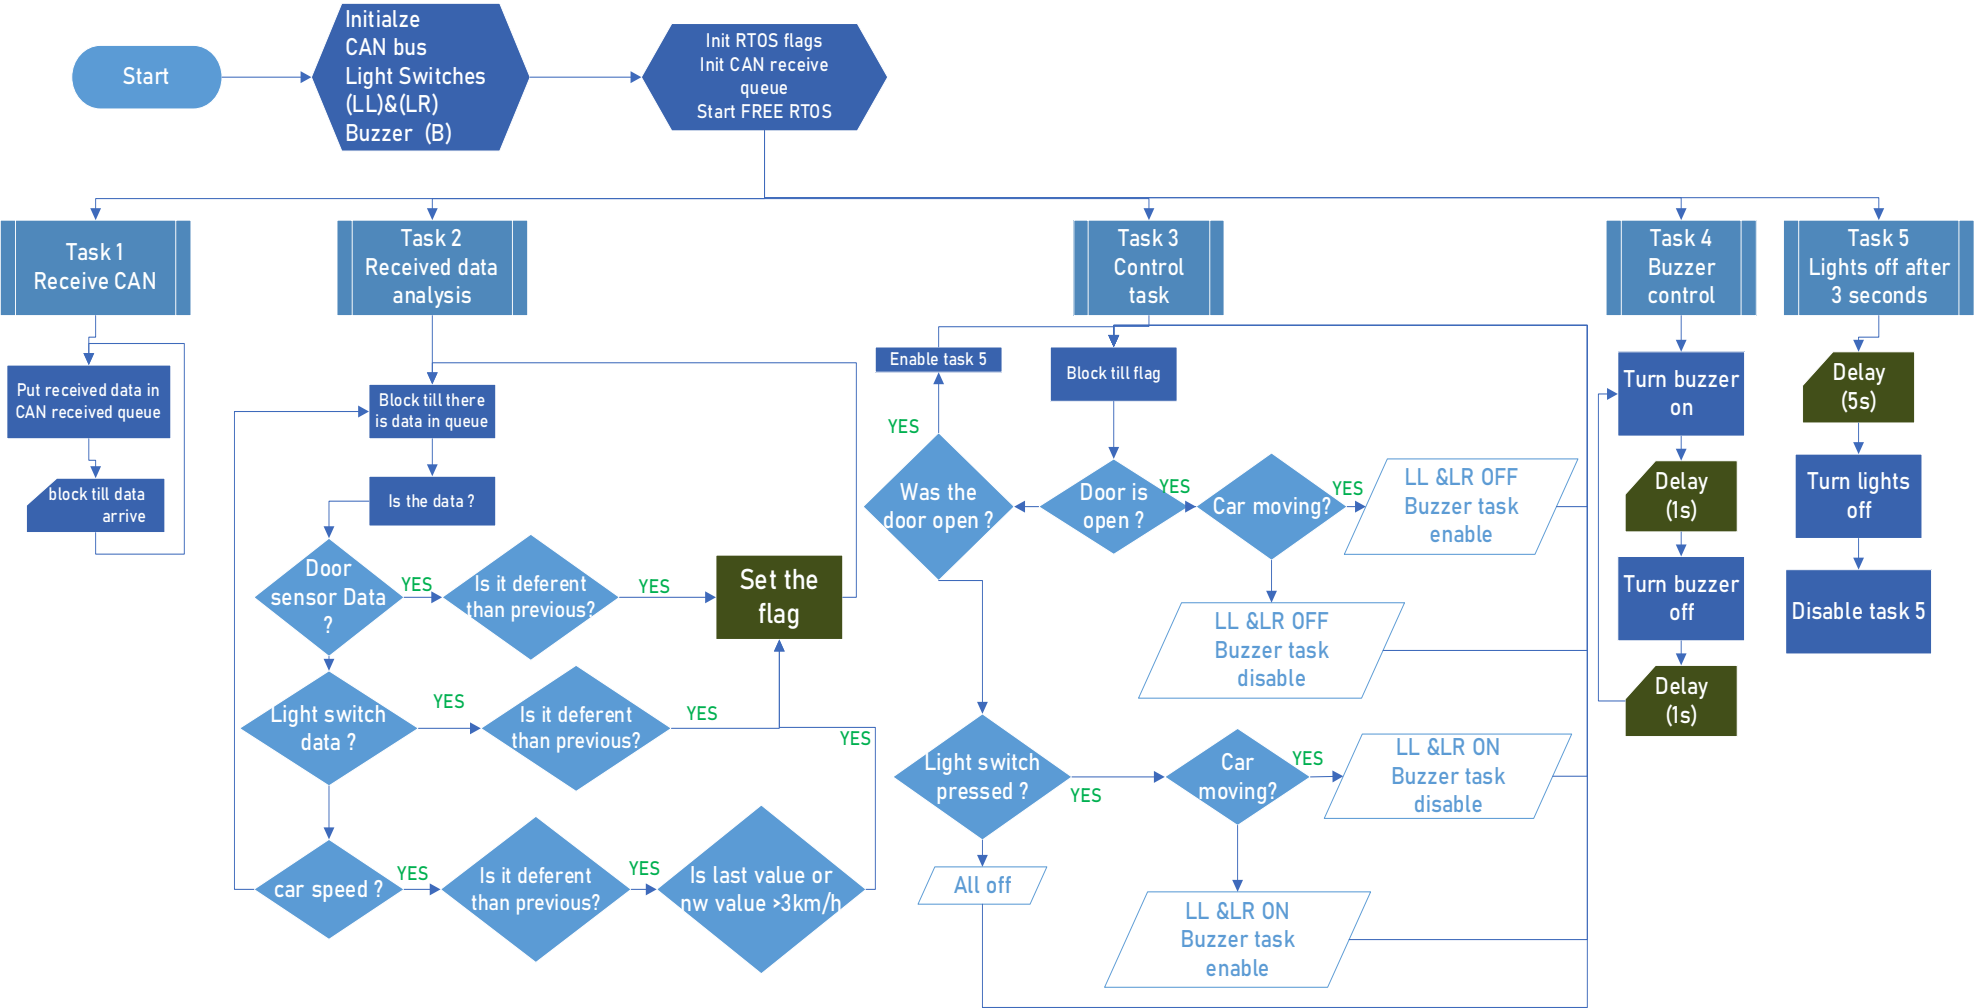 Start
Initialze
CAN bus
Light Switches
(LL)&(LR)
Buzzer (B)
Init RTOS flags
Init CAN receive
queue
Start FREE RTOS
Task 1
Receive CAN
Put received data in
CAN received queue
block till data
arrive
Task 2
Received data
analysis
Block till there
is data in queue
Is the data ?
Door
sensor Data
?
YES
Is it deferent
than previous?
YES
Set the
flag
Light switch
data ?
YES
Is it deferent
than previous?
YES
YES
car speed ?
YES
Is it deferent
than previous?
YES
Is last value or
nw value >3km/h
Task 3
Control
task
Enable task 5
Block till flag
YES
Was the
door open ?
Door is
open ?
YES
Car moving?
YES
LL &LR OFF
Buzzer task
enable
LL &LR OFF
Buzzer task
disable
Light switch
pressed ?
YES
Car
moving?
YES
LL &LR ON
Buzzer task
disable
All off
LL &LR ON
Buzzer task
enable
Task 4
Buzzer
control
Turn buzzer
on
Delay
(1s)
Turn buzzer
off
Delay
(1s)
Task 5
Lights off after
3 seconds
Delay
(5s)
Turn lights
off
Disable task 5